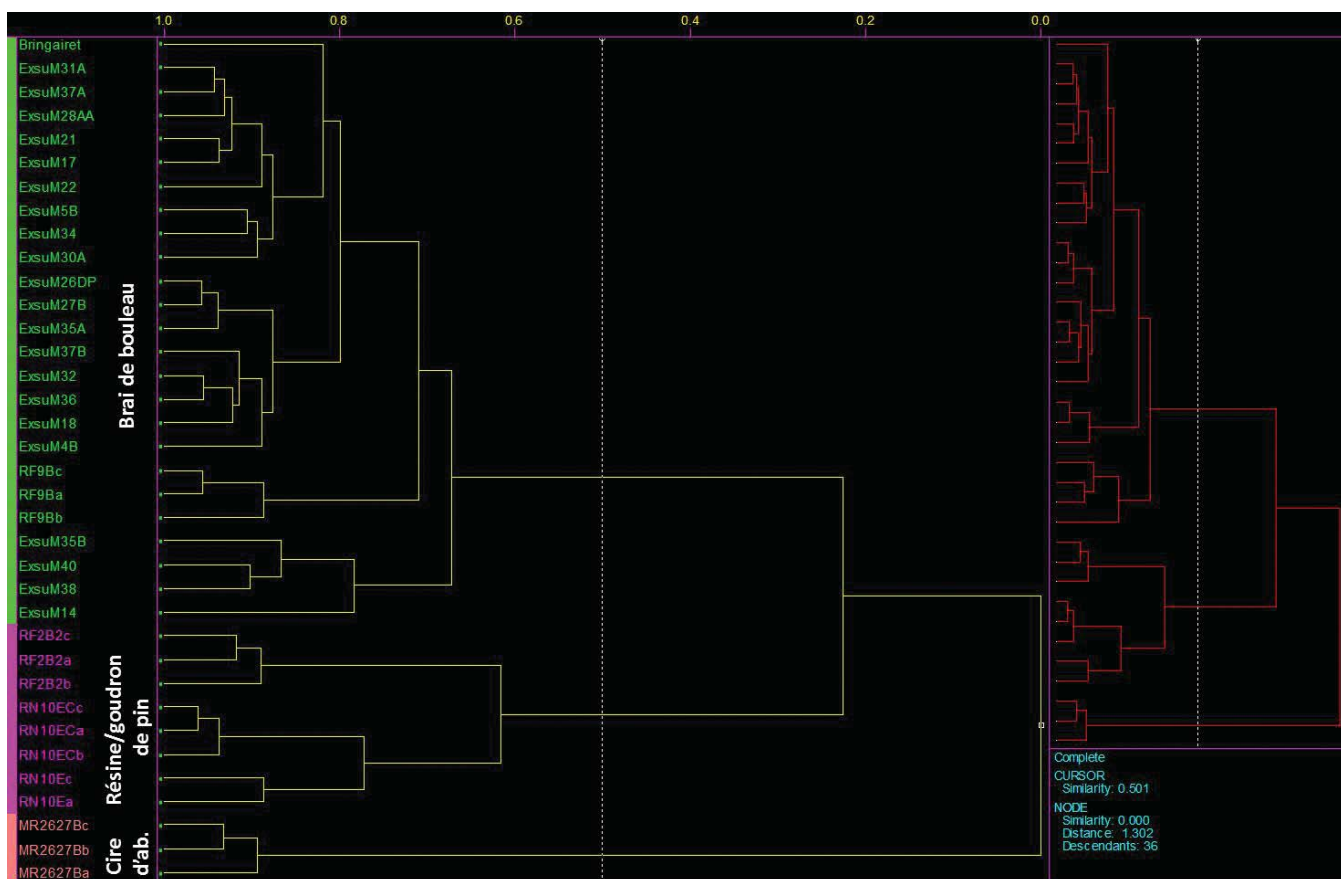 1.0 0.8 0.6 0.4 0.2 0.0
Bringairet
ExsuM31A
ExsuM37A
ExsuM28AA
ExsuM21
ExsuM17
ExsuM22
ExsuM5B
ExsuM34
ExsuM30A
ExsuM26DP
ExsuM27B
ExsuM35A
ExsuM37B
ExsuM32
ExsuM36
ExsuM18
ExsuM4B
RF9Bc
RF9Ba
RF9Bb
ExsuM35B
ExsuM40
ExsuM38
ExsuM14
Brai de bouleau
RF2B2c
RF2B2a
RF2B2b
RN10ECc
RN10ECa
RN10ECb
RN10Ec
RN10Ea
Résine/goudron
de pin
MR2627Bc
MR2627Bb
MR2627Ba
Cire
d'ab.
Complete
CURSOR
Similarity: 0.501
NODE
Similarity: 0.000
Distance: 1.302
Descendants: 36